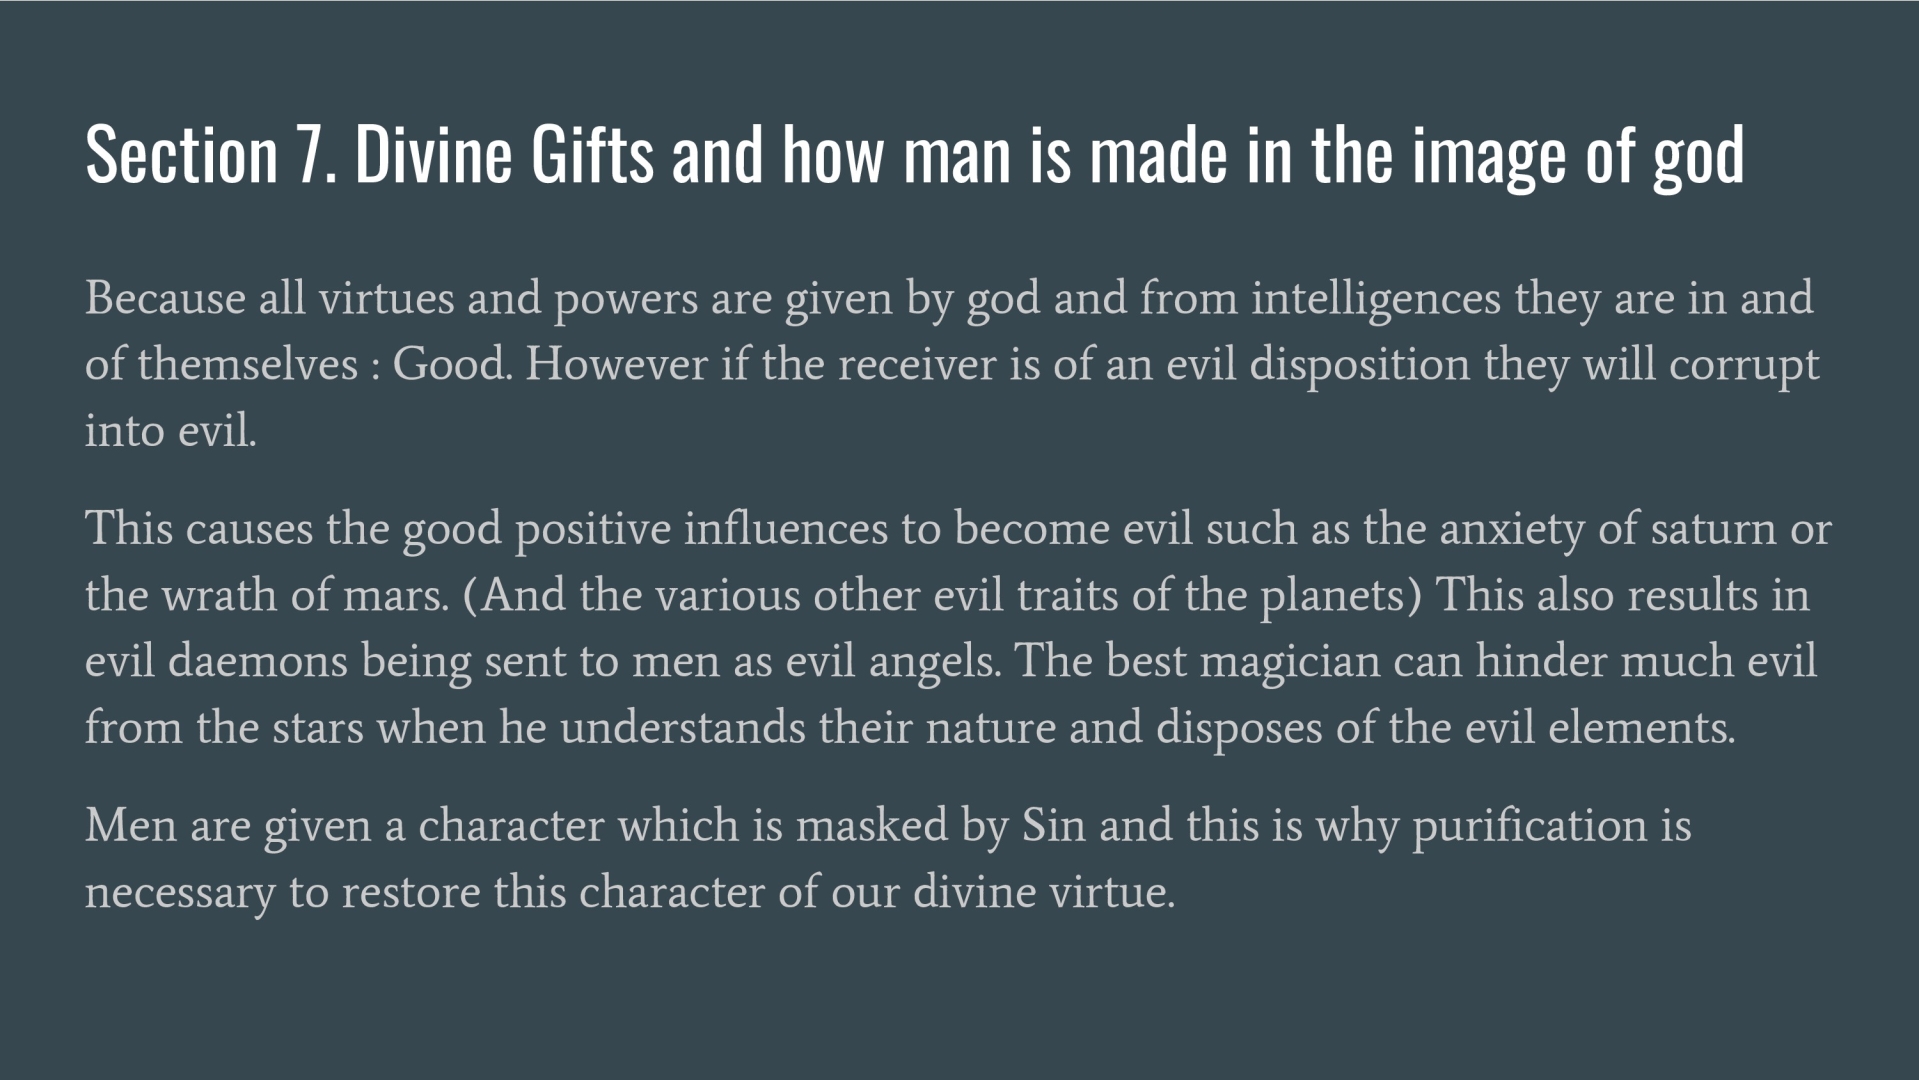 Section 7. Divine Gifts and how man is made in the image of god
Because all virtues and powers are given by god and from intelligences they are in and
of themselves : Good. However if the receiver is of an evil disposition they will corrupt
into evil.
This causes the good positive influences to become evil such as the anxiety of saturn or
the wrath of mars. (And the various other evil traits of the planets) This also results in
evil daemons being sent to men as evil angels. The best magician can hinder much evil
from the stars when he understands their nature and disposes of the evil elements.
Men are given a character which is masked by Sin and this is why purification is
necessary to restore this character of our divine virtue.